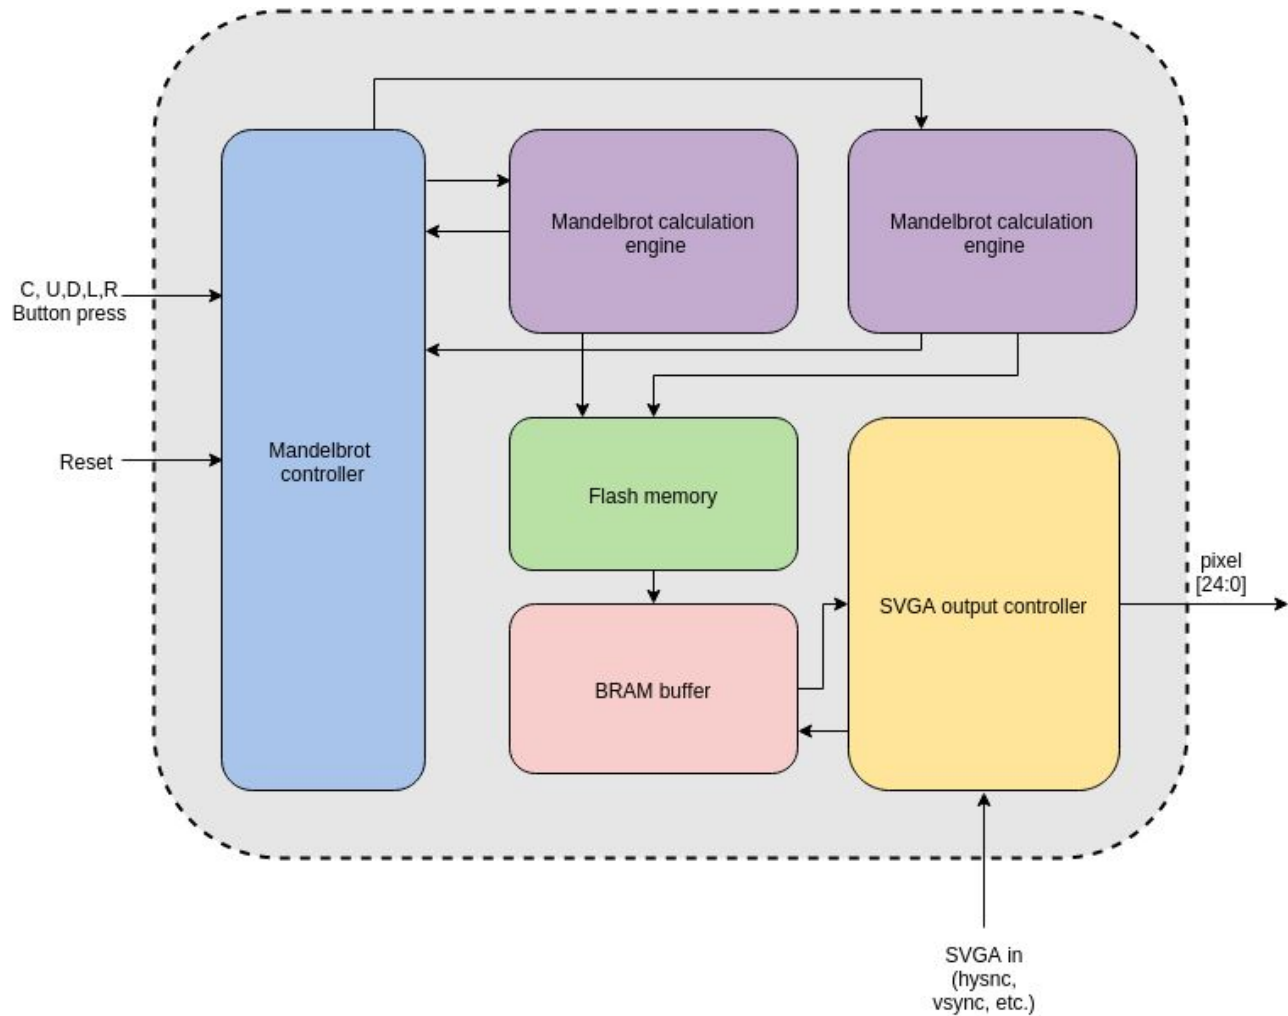 Mandelbrot calculation
engine
Mandelbrot calculation
engine
C, U,D,L,R
Button press
Mandelbrot
controller
Reset
Flash memory
SVGA output controller
pixel
[24:0]
BRAM buffer
SVGA in
(hysnc,
vsync, etc.)